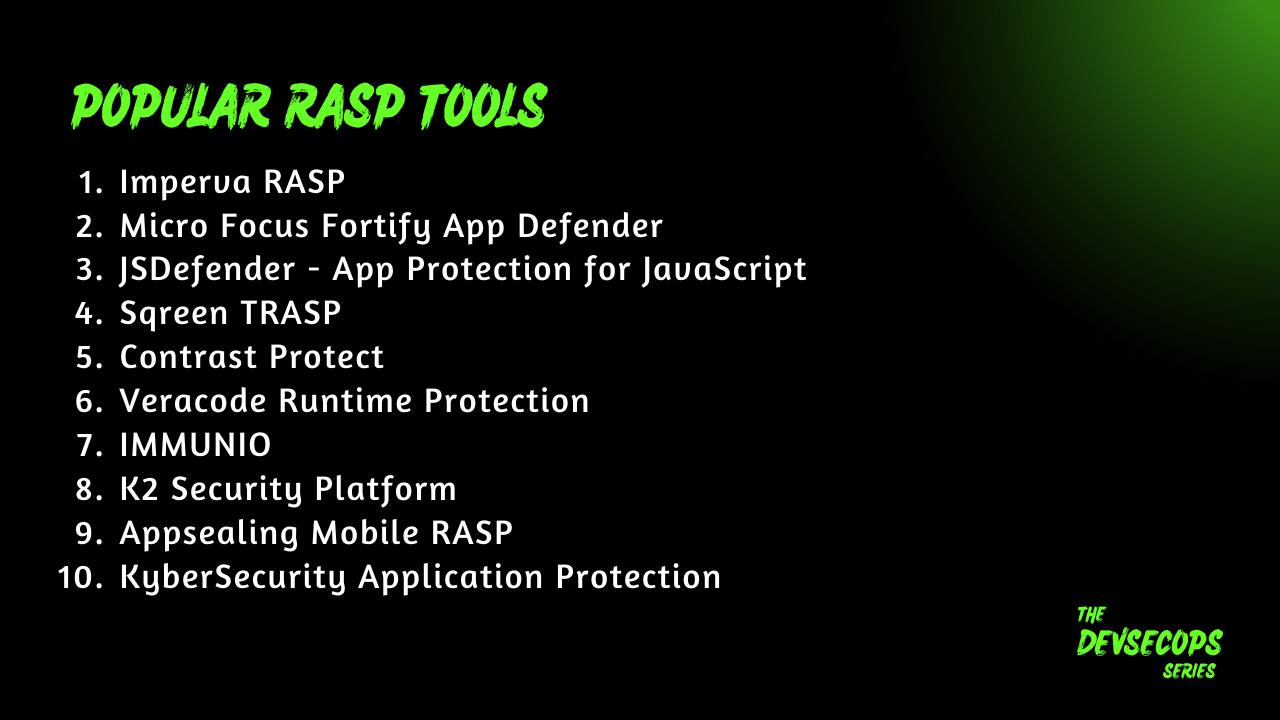 POPULAR RASP TOOLS
1. Imperva RASP
2. Micro Focus Fortify App Defender
3. JSDefender - App Protection for JavaScript
4. Sqreen TRASP
5. Contrast Protect
6. Veracode Runtime Protection
7. IMMUNIO
8. K2 Security Platform
9. Appsealing Mobile RASP
10. KyberSecurity Application Protection
THE
DEVSECOPS
SERIES